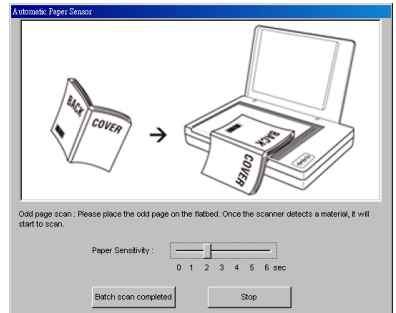 Automatic Paper Sensor
BACK
COVER
BACK
COVER
Odd page scan : Please place the odd page on the flatbed. Once the scanner detects a material, it will
start to scan.
Paper Sensitivity :
0 1 2 3 4 5 6 sec
Batch scan completed Stop